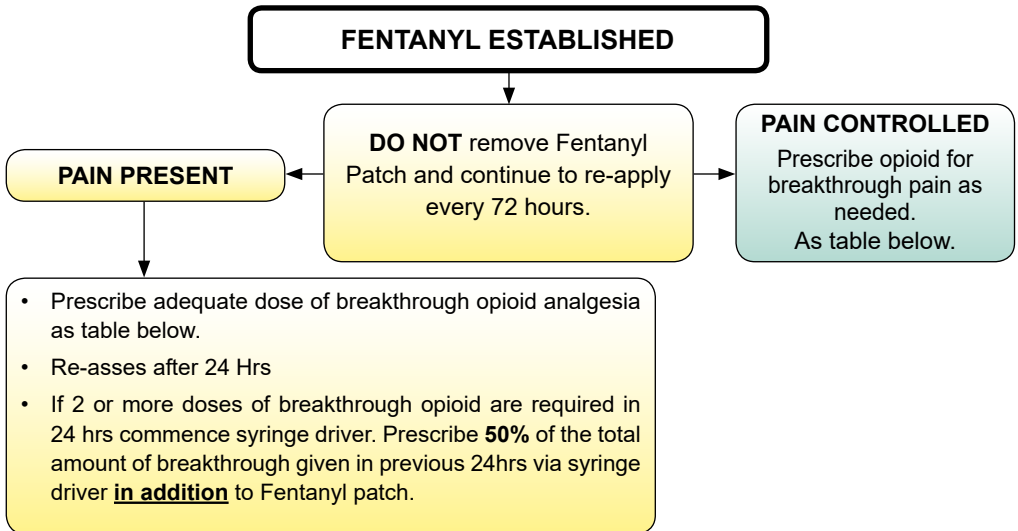 FENTANYL ESTABLISHED
DO NOT remove Fentanyl
Patch and continue to re-apply
every 72 hours.
PAIN CONTROLLED
Prescribe opioid for
breakthrough pain as
needed.
As table below.
PAIN PRESENT
• Prescribe adequate dose of breakthrough opioid analgesia
as table below.
• Re-asses after 24 Hrs
• If 2 or more doses of breakthrough opioid are required in
24 hrs commence syringe driver. Prescribe 50% of the total
amount of breakthrough given in previous 24hrs via syringe
driver in addition to Fentanyl patch.